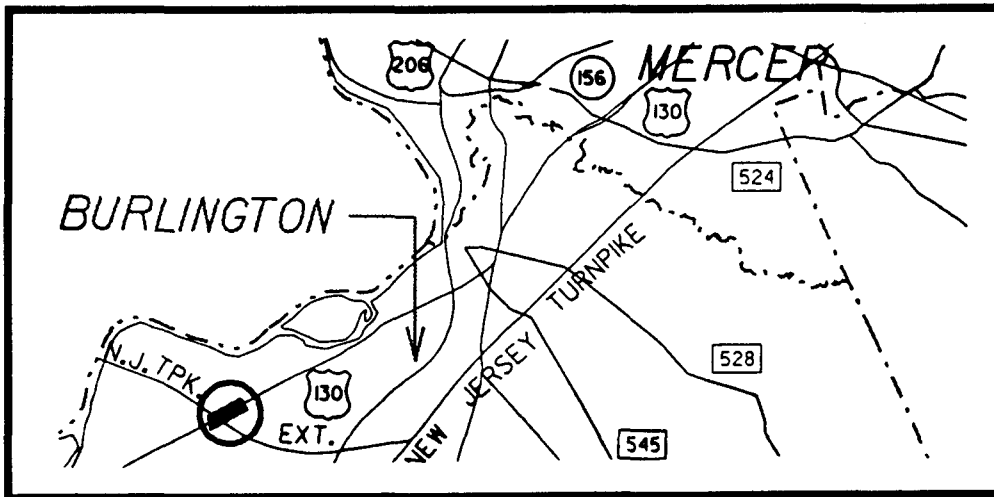 206
156
MERCER
130
524
BURLINGTON
NEW JERSEY TURNPIKE
N.J. TPK. EXT.
130
528
545